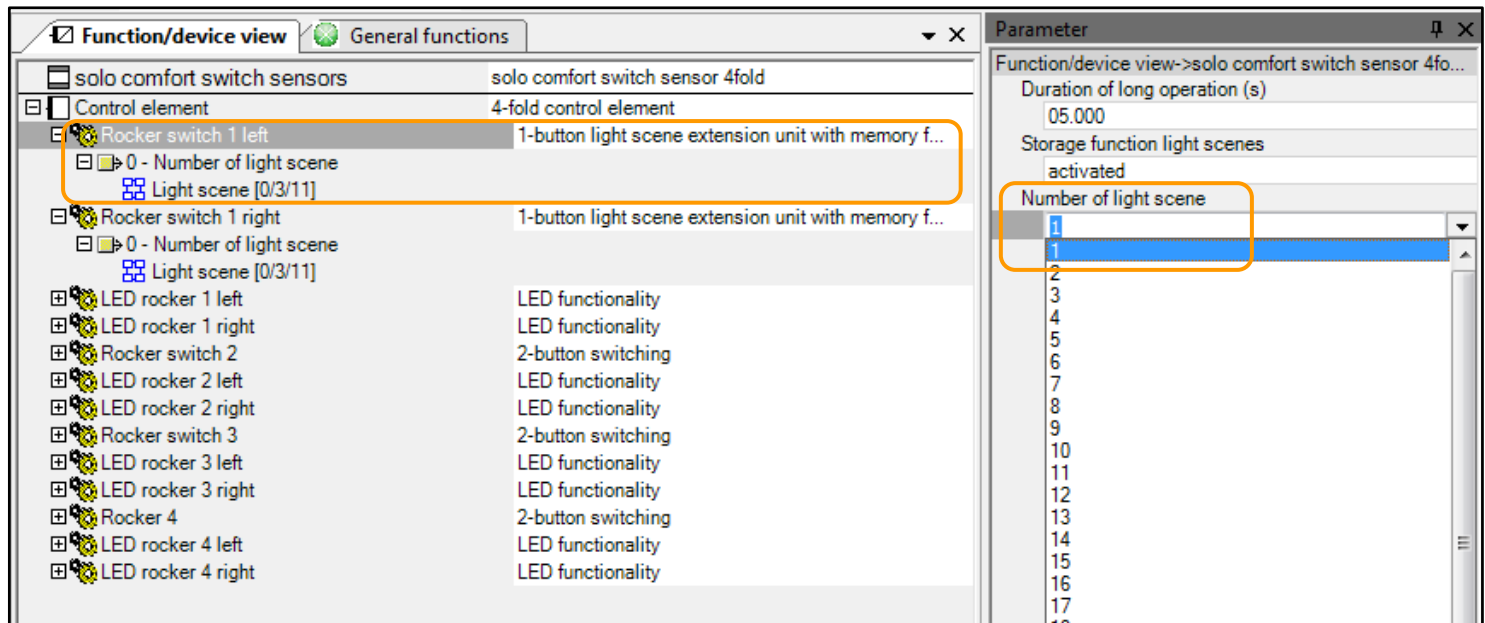 Function/device view General functions
solo comfort switch sensors solo comfort switch sensor 4fold
Control element 4-fold control element
Rocker switch 1 left 1-button light scene extension unit with memory f...
0 - Number of light scene
Light scene [0/3/11]
Rocker switch 1 right 1-button light scene extension unit with memory f...
0 - Number of light scene
Light scene [0/3/11]
LED rocker 1 left LED functionality
LED rocker 1 right LED functionality
Rocker switch 2 2-button switching
LED rocker 2 left LED functionality
LED rocker 2 right LED functionality
Rocker switch 3 2-button switching
LED rocker 3 left LED functionality
LED rocker 3 right LED functionality
Rocker 4 2-button switching
LED rocker 4 left LED functionality
LED rocker 4 right LED functionality
Parameter
Function/device view->solo comfort switch sensor 4fo...
Duration of long operation (s)
05.000
Storage function light scenes
activated
Number of light scene
1
1
2
3
4
5
6
7
8
9
10
11
12
13
14
15
16
17